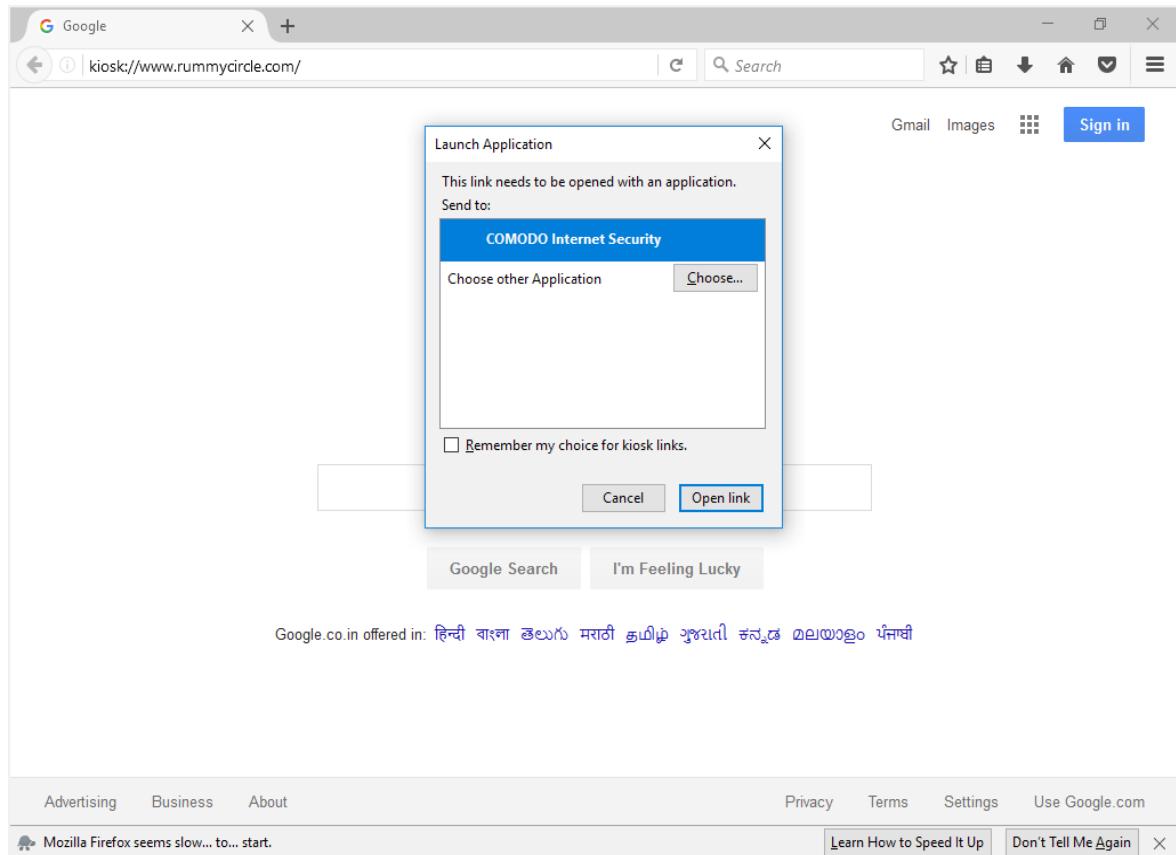 Google
kiosk://www.rummycircle.com/
Search
Gmail Images Sign in
Launch Application
This link needs to be opened with an application.
Send to:
COMODO Internet Security
Choose other Application Choose...
Remember my choice for kiosk links.
Cancel Open link
Google Search I'm Feeling Lucky
Google.co.in offered in: हिन्दी বাংলা తెలుగు मराठी தமிழ் ગુજરાતી ಕನ್ನಡ മലയാളം ਪੰਜਾਬੀ
Advertising Business About Privacy Terms Settings Use Google.com
Mozilla Firefox seems slow... to... start. Learn How to Speed It Up Don't Tell Me Again